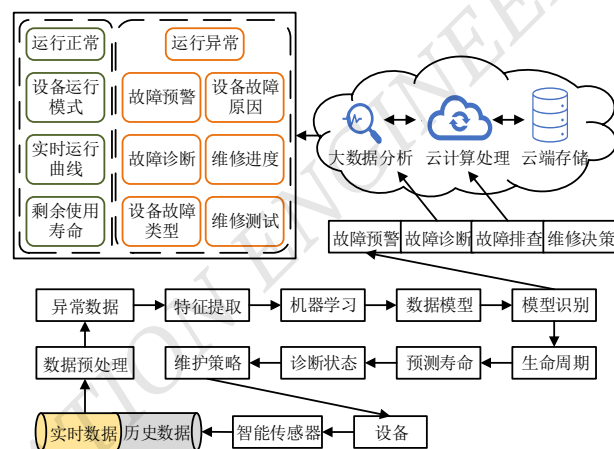 运行正常
运行异常
设备运行
模式
故障预警
设备故障
原因
实时运行
曲线
故障诊断
维修进度
剩余使用
寿命
设备故障
类型
维修测试
大数据分析
云计算处理
云端存储
故障预警
故障诊断
故障排查
维修决策
异常数据
特征提取
机器学习
数据模型
模型识别
数据预处理
维护策略
诊断状态
预测寿命
生命周期
实时数据
历史数据
智能传感器
设备
TION ENGINEE